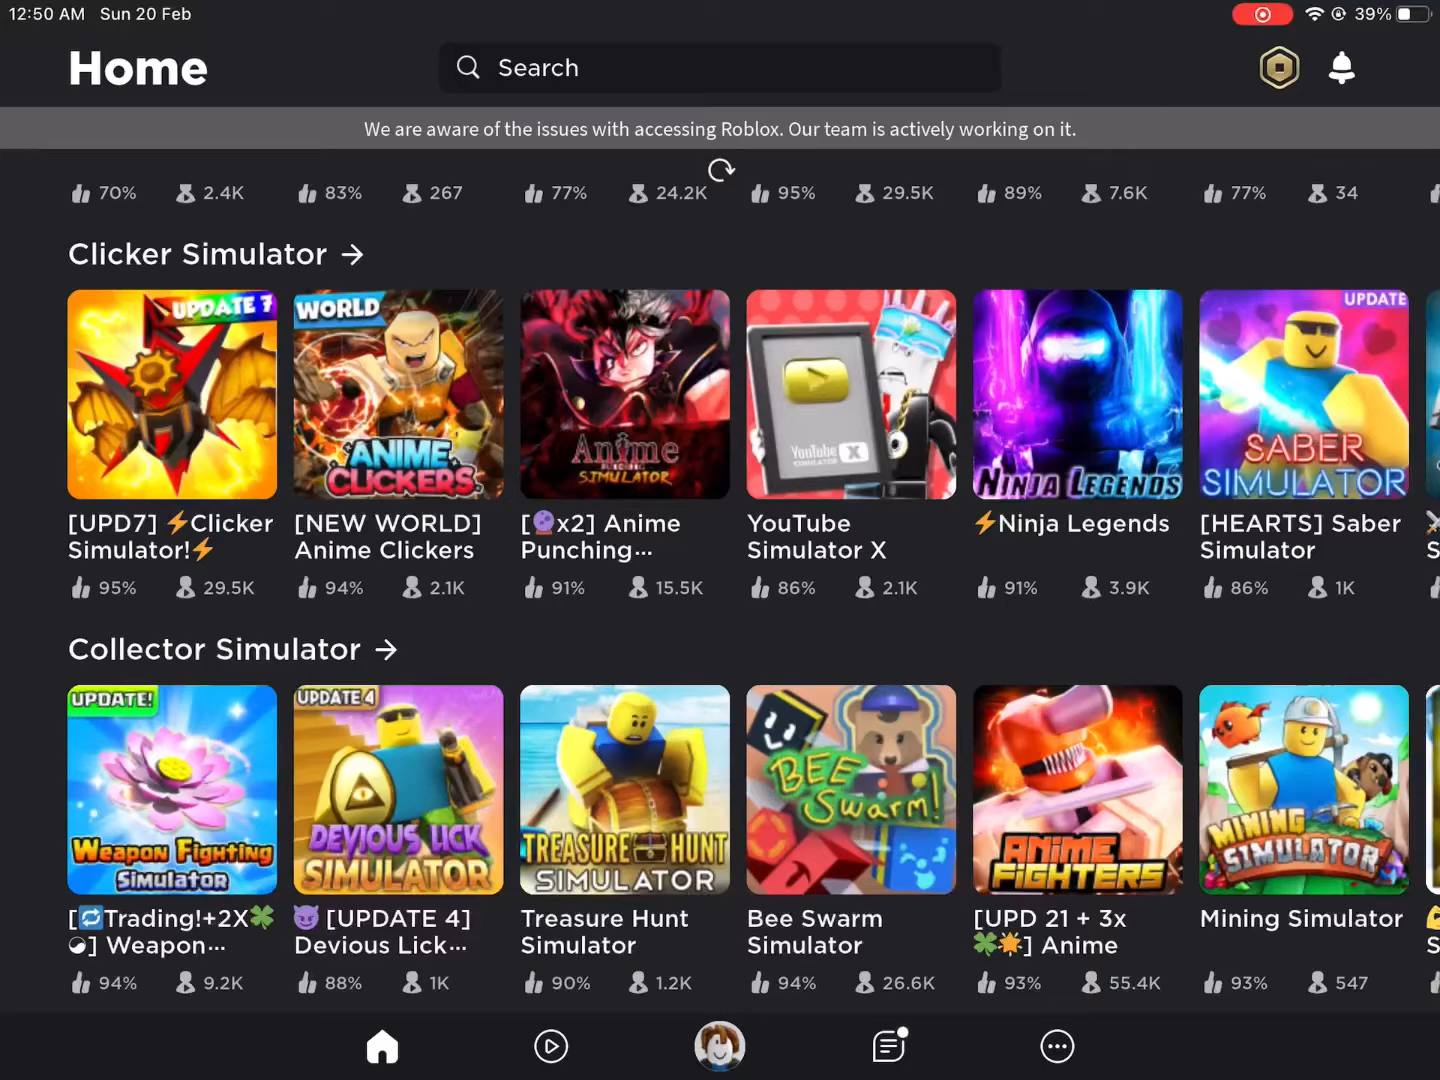 12:50 AM Sun 20 Feb 39%
Home
Search
We are aware of the issues with accessing Roblox. Our team is actively working on it.
70% 2.4K 83% 267 77% 24.2K 95% 29.5K 89% 7.6K 77% 34
Clicker Simulator →
UPDATE 7
WORLD
ANIME
CLICKERS
Anime
SIMULATOR
YouTube
X
NINJA LEGENDS
UPDATE
SABER
SIMULATOR
[UPD7] ⚡Clicker
Simulator!⚡
[NEW WORLD]
Anime Clickers
[🔮x2] Anime
Punching...
YouTube
Simulator X
⚡Ninja Legends
[HEARTS] Saber
Simulator
95% 29.5K 94% 2.1K 91% 15.5K 86% 2.1K 91% 3.9K 86% 1K
Collector Simulator →
UPDATE!
Weapon Fighting
Simulator
UPDATE 4
DEVIOUS LICK
SIMULATOR
TREASURE HUNT
SIMULATOR
BEE
Swarm!
ANIME
FIGHTERS
MINING
SIMULATOR
[🔁Trading!+2X🍀
] Weapon...
😈 [UPDATE 4]
Devious Lick...
Treasure Hunt
Simulator
Bee Swarm
Simulator
[UPD 21 + 3x
🍀🌟] Anime
Mining Simulator
94% 9.2K 88% 1K 90% 1.2K 94% 26.6K 93% 55.4K 93% 547